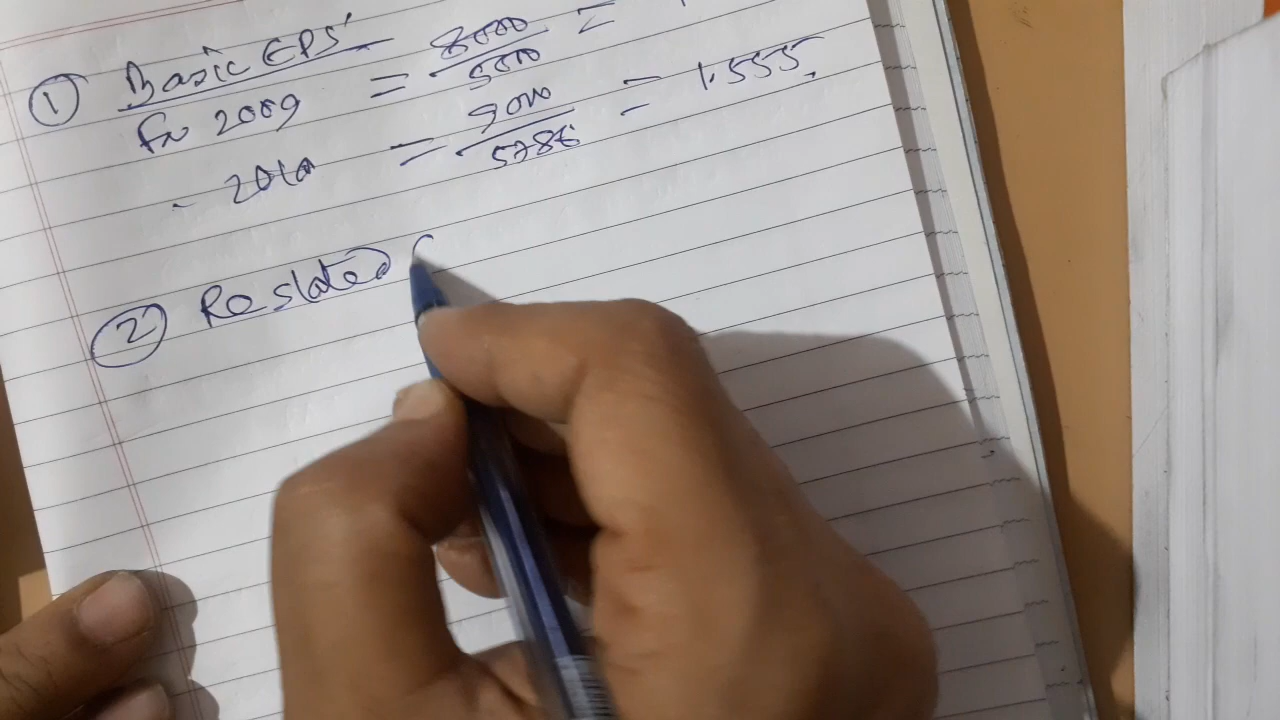 ① Basic EPS
for 2009 = 8000/5000 =
- 2010 = 9000/5786 = 1.555
② Restated